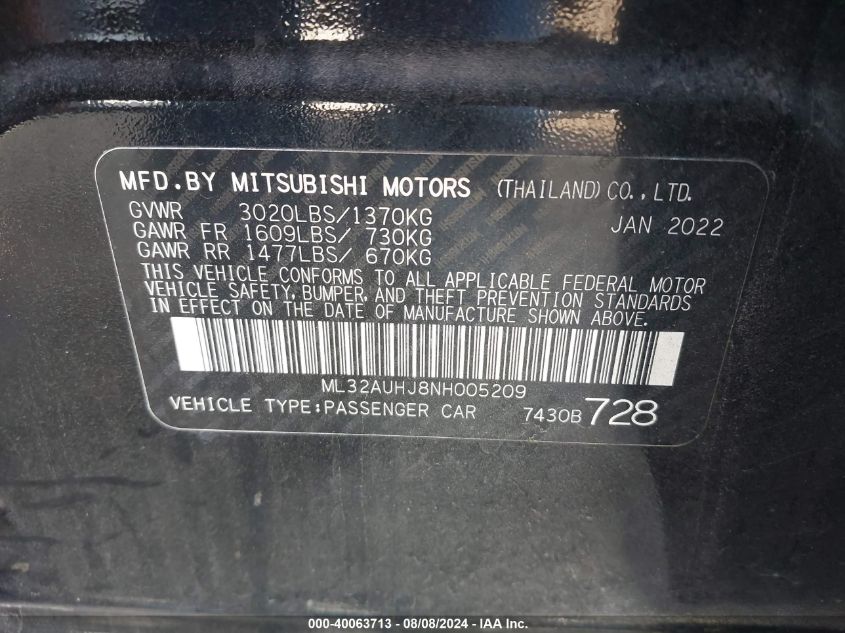 MFD.BY MITSUBISHI MOTORS (THAILAND) CO., LTD.
GVWR 3020LBS/1370KG JAN 2022
GAWR FR 1609LBS/ 730KG
GAWR RR 1477LBS/ 670KG
THIS VEHICLE CONFORMS TO ALL APPLICABLE FEDERAL MOTOR
VEHICLE SAFETY, BUMPER, AND THEFT PREVENTION STANDARDS
IN EFFECT ON THE DATE OF MANUFACTURE SHOWN ABOVE.
ML32AUHJ8NH005209
VEHICLE TYPE:PASSENGER CAR 7430B 728
000-40063713 - 08/08/2024 - IAA Inc.